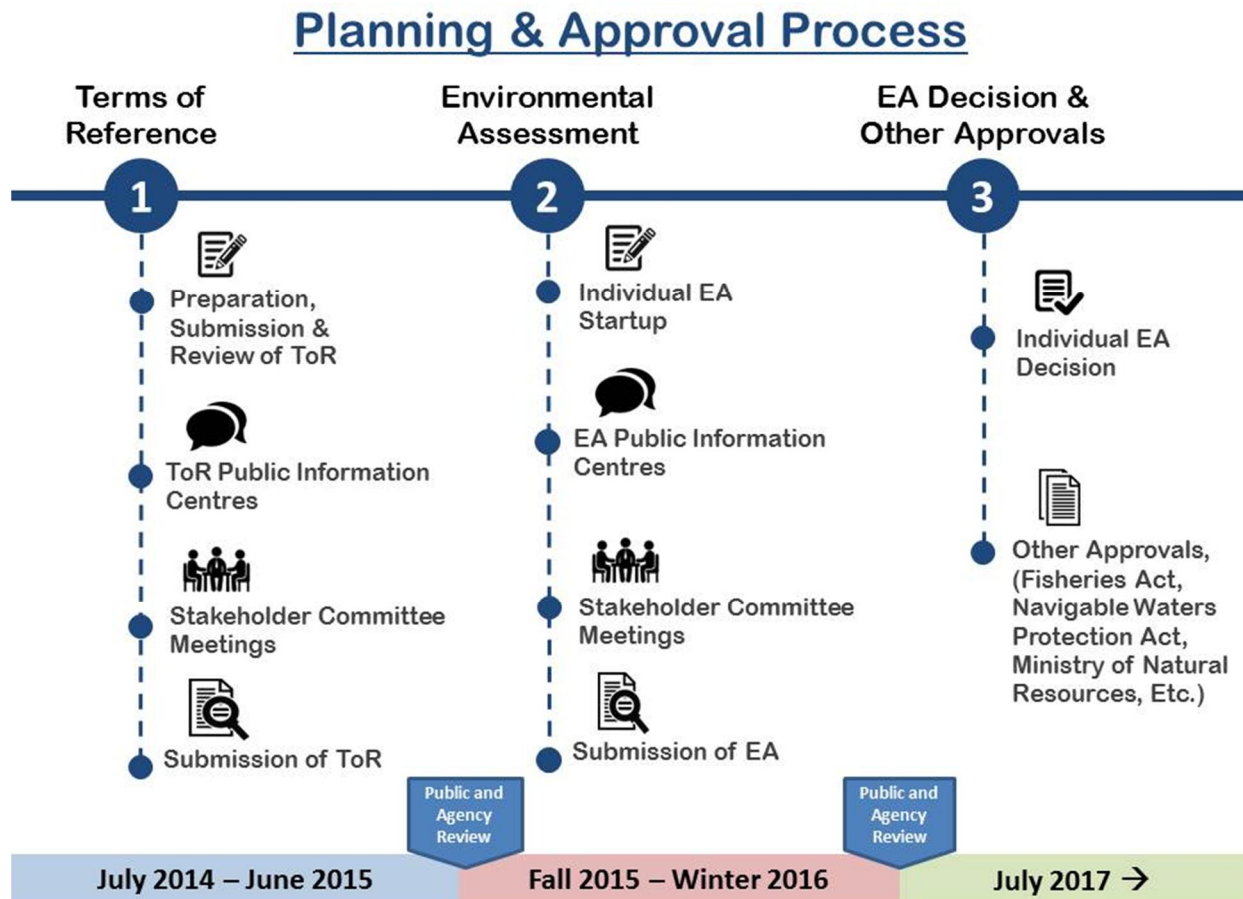 Planning & Approval Process
Terms of
Reference
1
Preparation,
Submission &
Review of ToR
ToR Public Information
Centres
Stakeholder Committee
Meetings
Submission of ToR
Environmental
Assessment
2
Individual EA
Startup
EA Public Information
Centres
Stakeholder Committee
Meetings
Submission of EA
EA Decision &
Other Approvals
3
Individual EA
Decision
Other Approvals,
(Fisheries Act,
Navigable Waters
Protection Act,
Ministry of Natural
Resources, Etc.)
Public and
Agency
Review
Public and
Agency
Review
July 2014 – June 2015
Fall 2015 – Winter 2016
July 2017 →